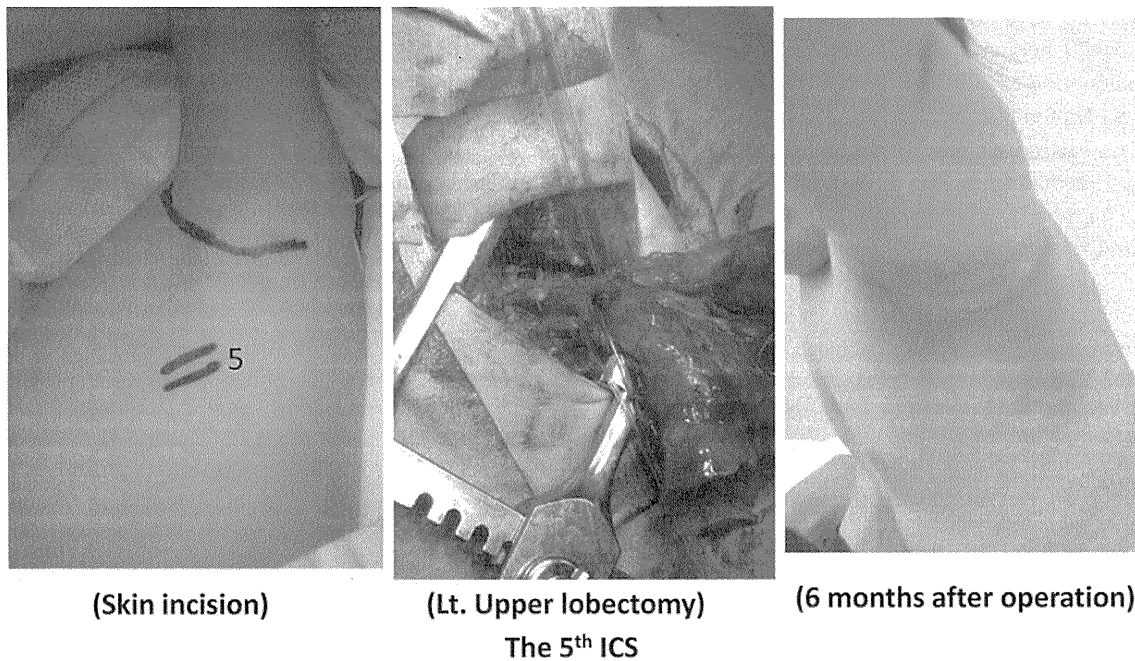 5
(Skin incision)
(Lt. Upper lobectomy)
(6 months after operation)
The 5th ICS